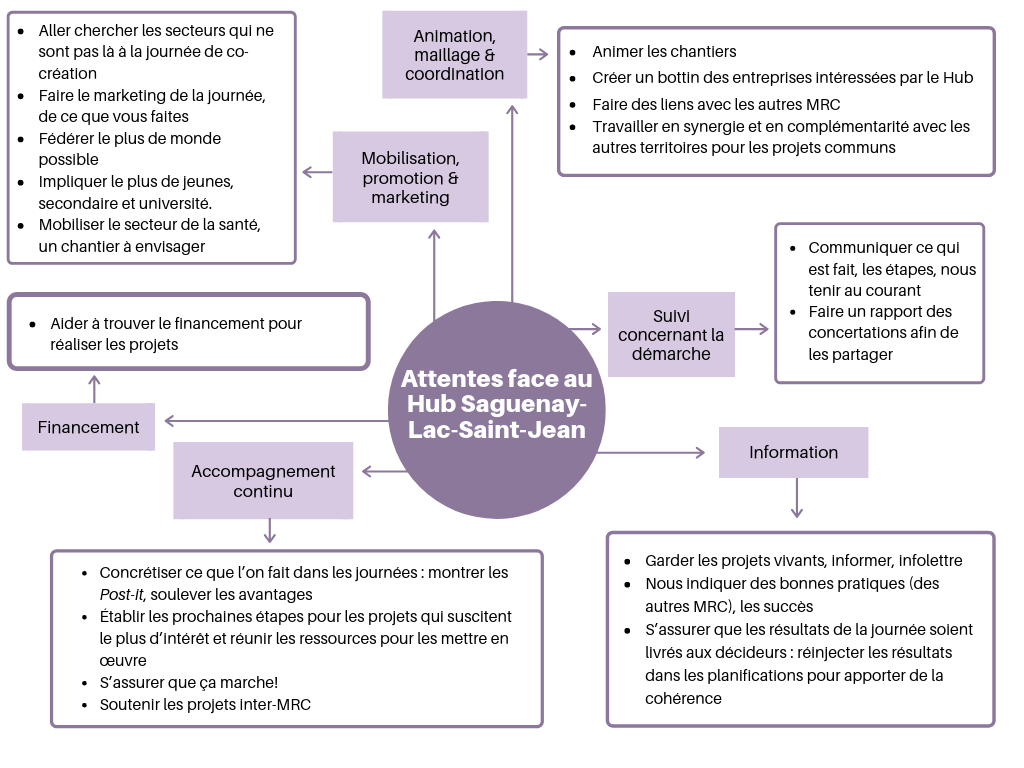 Attentes face au
Hub Saguenay-
Lac-Saint-Jean
Animation,
maillage &
coordination
• Animer les chantiers
• Créer un bottin des entreprises intéressées par le Hub
• Faire des liens avec les autres MRC
• Travailler en synergie et en complémentarité avec les
autres territoires pour les projets communs
Mobilisation,
promotion &
marketing
• Aller chercher les secteurs qui ne
sont pas là à la journée de co-
création
• Faire le marketing de la journée,
de ce que vous faites
• Fédérer le plus de monde
possible
• Impliquer le plus de jeunes,
secondaire et université.
• Mobiliser le secteur de la santé,
un chantier à envisager
Suivi
concernant la
démarche
• Communiquer ce qui
est fait, les étapes, nous
tenir au courant
• Faire un rapport des
concertations afin de
les partager
Financement
• Aider à trouver le financement pour
réaliser les projets
Accompagnement
continu
• Concrétiser ce que l’on fait dans les journées : montrer les
Post-it, soulever les avantages
• Établir les prochaines étapes pour les projets qui suscitent
le plus d’intérêt et réunir les ressources pour les mettre en
œuvre
• S’assurer que ça marche!
• Soutenir les projets inter-MRC
Information
• Garder les projets vivants, informer, infolettre
• Nous indiquer des bonnes pratiques (des
autres MRC), les succès
• S’assurer que les résultats de la journée soient
livrés aux décideurs : réinjecter les résultats
dans les planifications pour apporter de la
cohérence